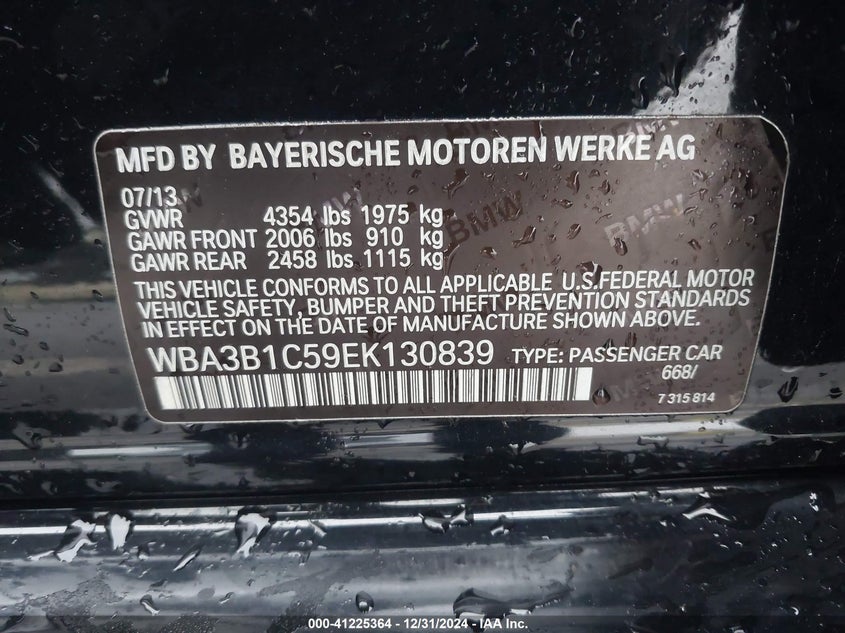 MFD BY BAYERISCHE MOTOREN WERKE AG
07/13
GVWR 4354 lbs 1975 kg
GAWR FRONT 2006 lbs 910 kg
GAWR REAR 2458 lbs 1115 kg
THIS VEHICLE CONFORMS TO ALL APPLICABLE U.S.FEDERAL MOTOR
VEHICLE SAFETY, BUMPER AND THEFT PREVENTION STANDARDS
IN EFFECT ON THE DATE OF MANUFACTURE SHOWN ABOVE.
WBA3B1C59EK130839 TYPE: PASSENGER CAR
668/
7 315 814
BMW
BMW
000-41225364 - 12/31/2024 - IAA Inc.